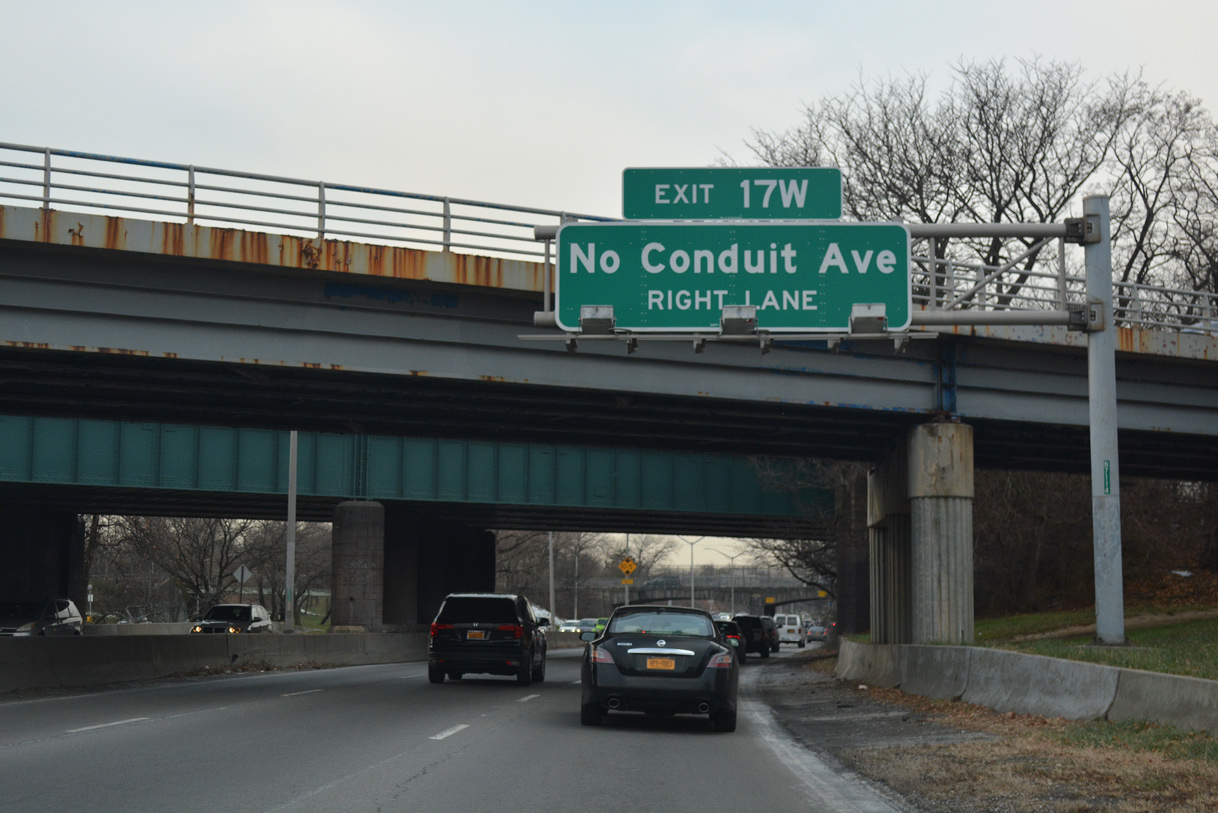 EXIT 17W
No Conduit Ave
RIGHT LANE